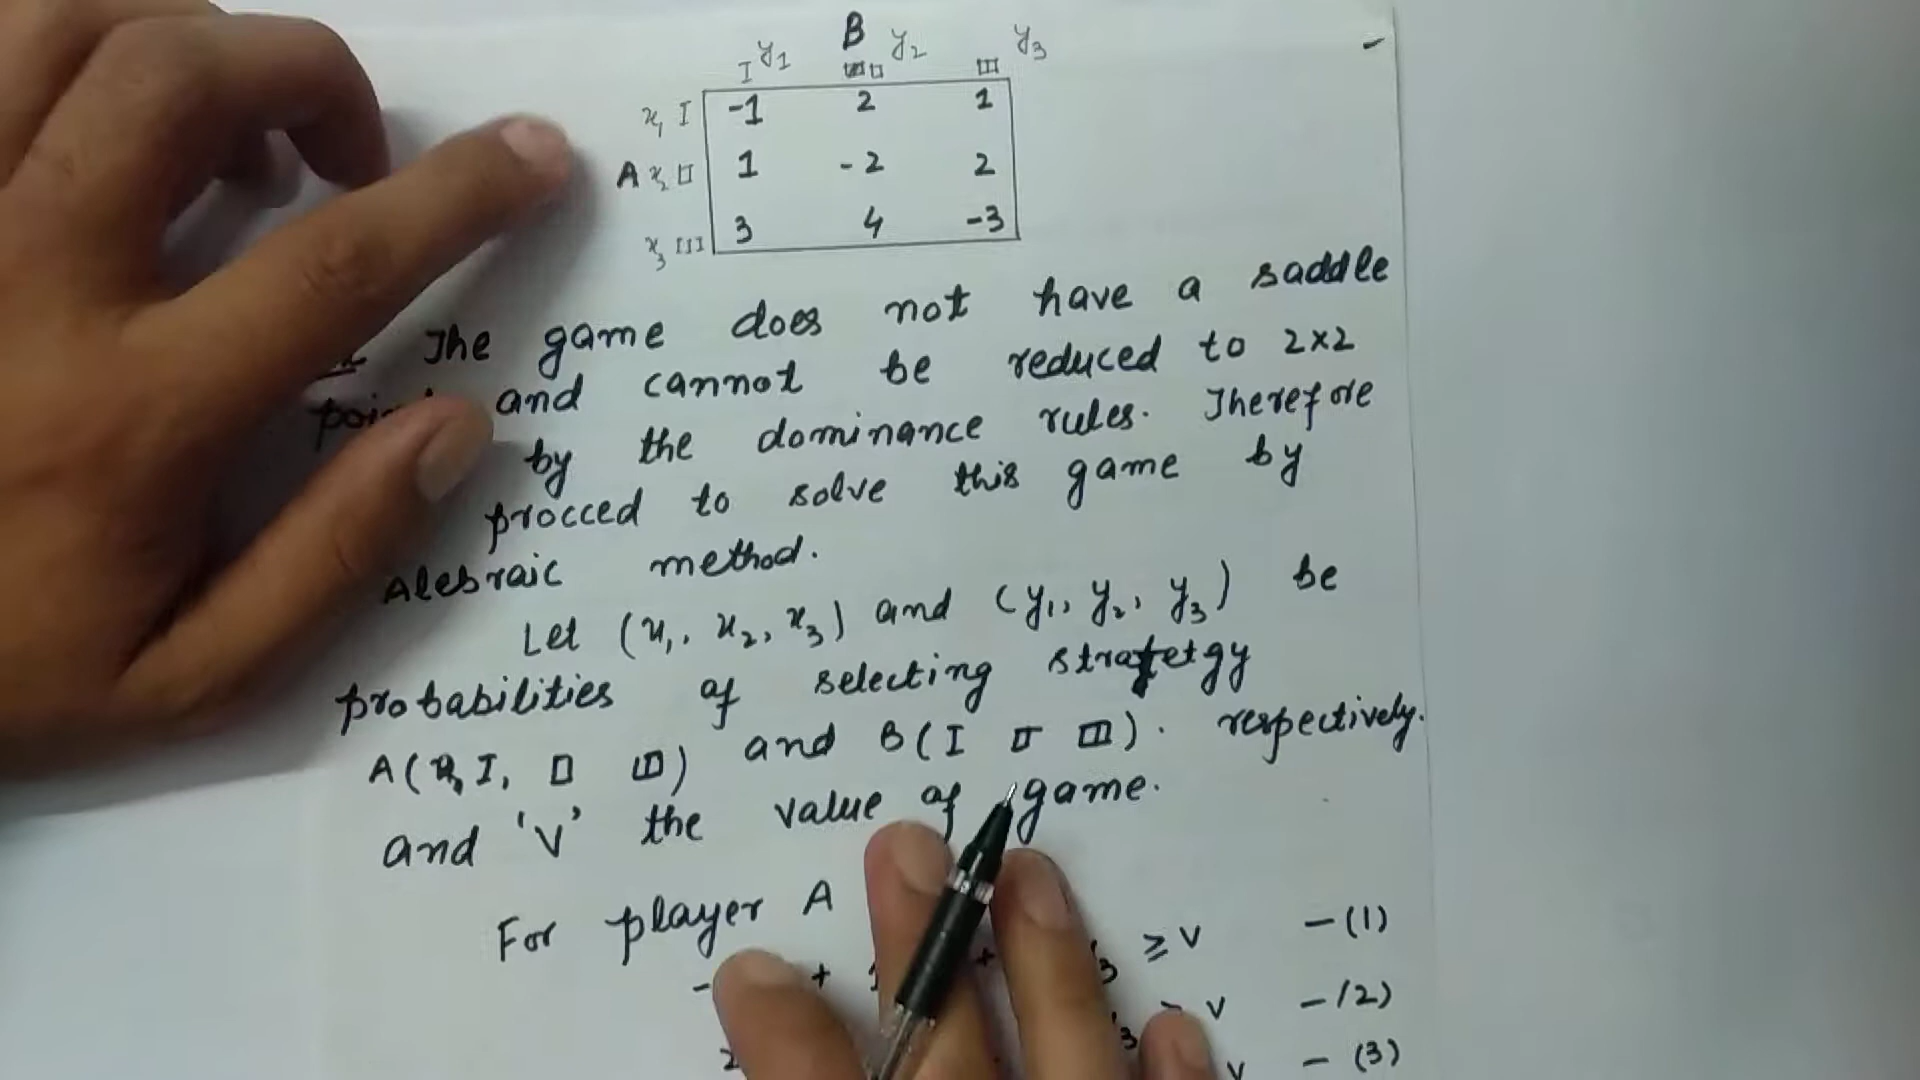 B
y1 y2 y3
I II III
x1 I -1 2 1
A x2 II 1 -2 2
x3 III 3 4 -3
The game does not have a saddle
and cannot be reduced to 2x2
by the dominance rules. Therefore
procced to solve this game by
Alebraic method.
Let (x1, x2, x3) and (y1, y2, y3) be
probabilities of selecting
A( I, II III) and B(I II III). respectively.
and 'V' the value of game.
For player A
≥ V -(1)
V -(2)
V - (3)